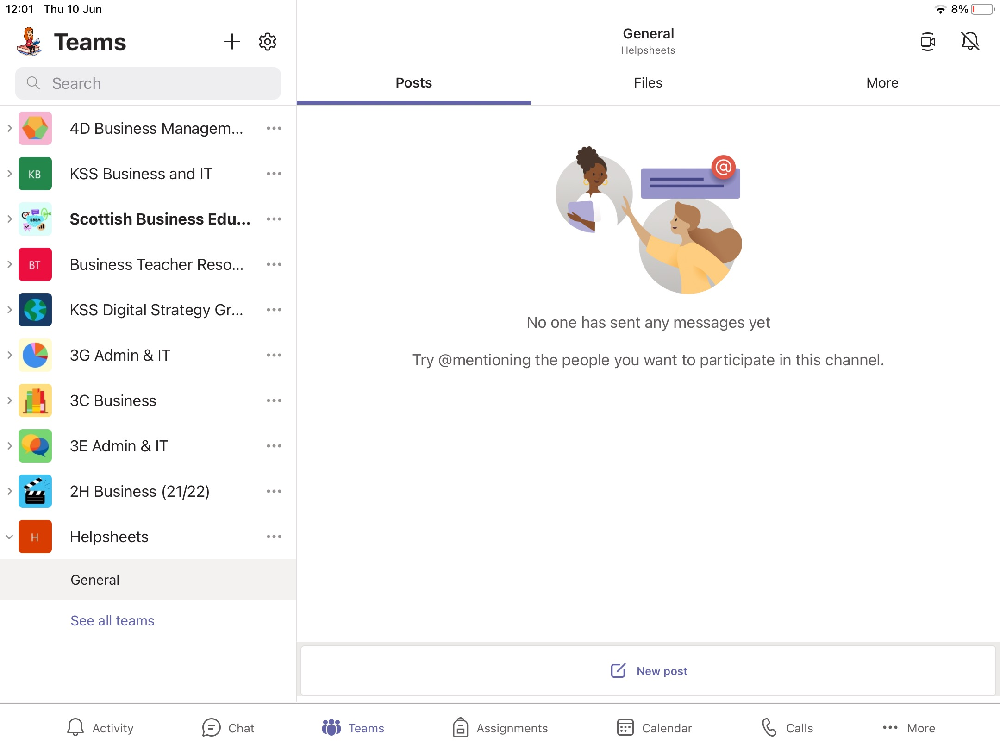 12:01 Thu 10 Jun
8%
Teams
Search
4D Business Managem...
KB
KSS Business and IT
SBEA
Scottish Business Edu...
BT
Business Teacher Reso...
KSS Digital Strategy Gr...
3G Admin & IT
3C Business
3E Admin & IT
2H Business (21/22)
H
Helpsheets
General
See all teams
General
Helpsheets
Posts
Files
More
@
No one has sent any messages yet
Try @mentioning the people you want to participate in this channel.
New post
Activity
Chat
Teams
Assignments
Calendar
Calls
More